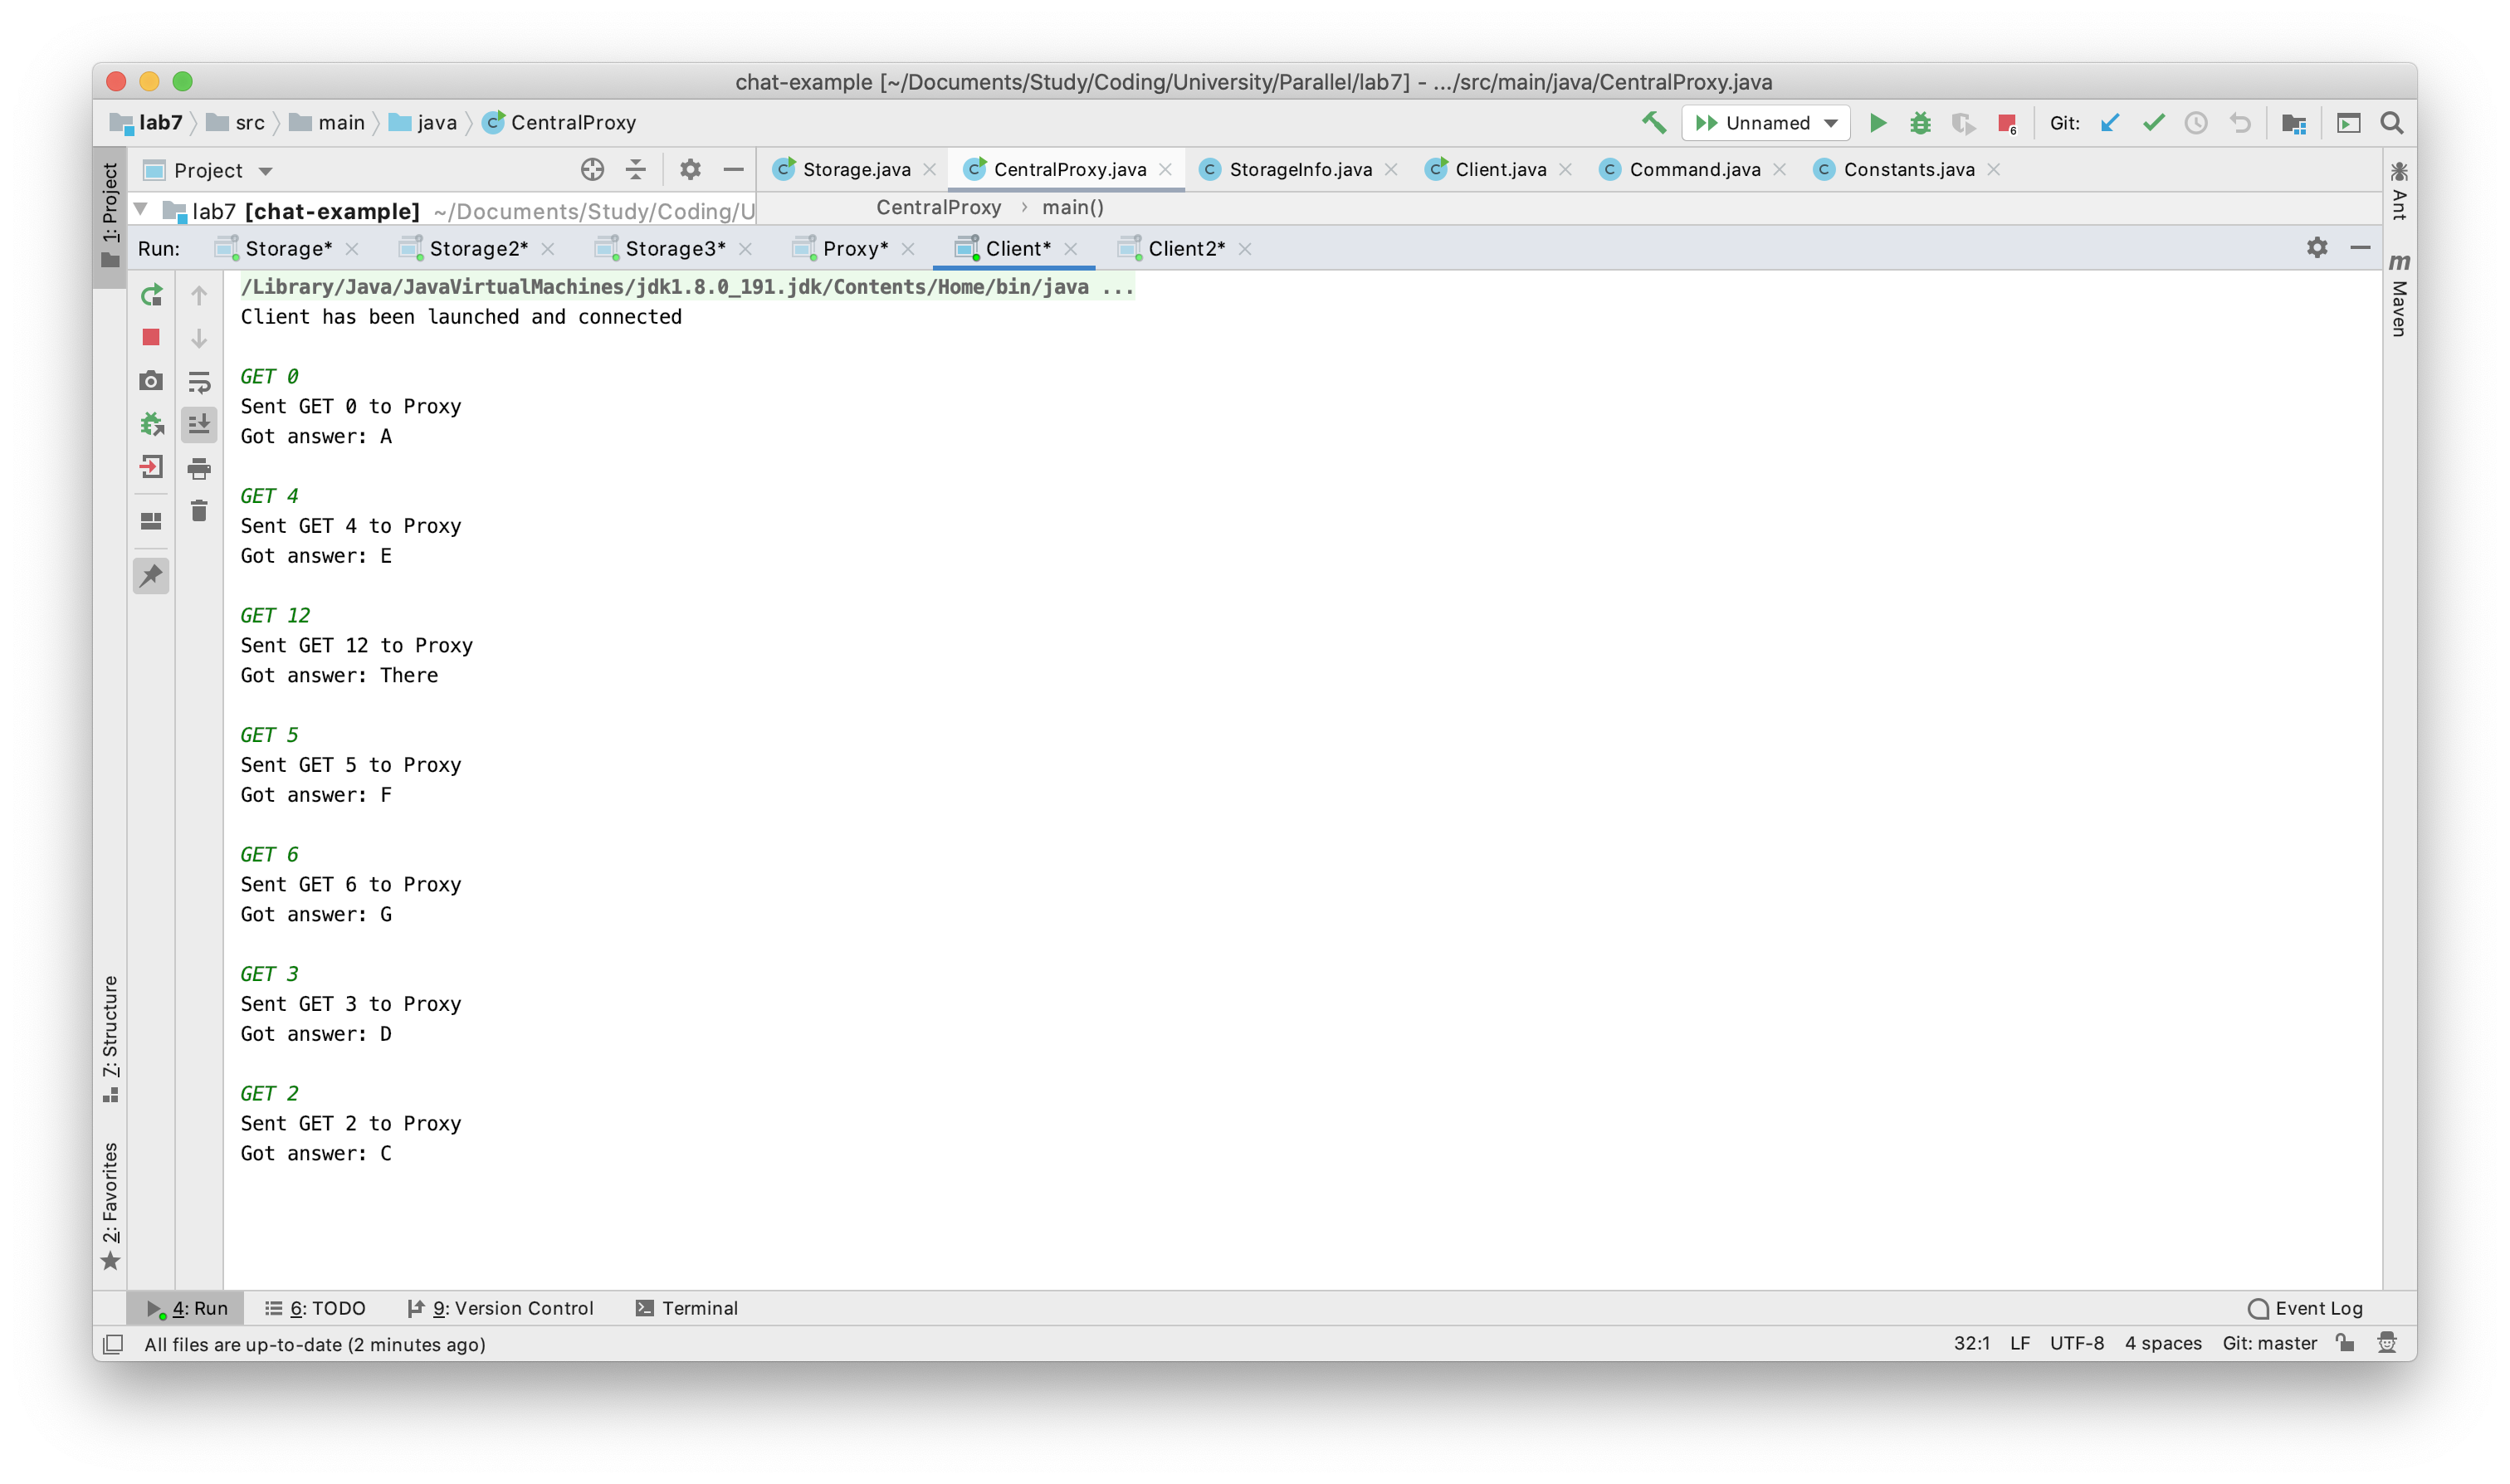 chat-example [~/Documents/Study/Coding/University/Parallel/lab7] - .../src/main/java/CentralProxy.java
lab7 src main java CentralProxy Unnamed 6 Git:
1: Project Project Storage.java CentralProxy.java StorageInfo.java Client.java Command.java Constants.java Ant
lab7 [chat-example] ~/Documents/Study/Coding/U CentralProxy › main()
Run: Storage* Storage2* Storage3* Proxy* Client* Client2*
m Maven
/Library/Java/JavaVirtualMachines/jdk1.8.0_191.jdk/Contents/Home/bin/java ...
Client has been launched and connected
GET 0
Sent GET 0 to Proxy
Got answer: A
GET 4
Sent GET 4 to Proxy
Got answer: E
GET 12
Sent GET 12 to Proxy
Got answer: There
GET 5
Sent GET 5 to Proxy
Got answer: F
GET 6
Sent GET 6 to Proxy
Got answer: G
GET 3
Sent GET 3 to Proxy
Got answer: D
GET 2
Sent GET 2 to Proxy
Got answer: C
7: Structure
2: Favorites
4: Run 6: TODO 9: Version Control Terminal Event Log
All files are up-to-date (2 minutes ago) 32:1 LF UTF-8 4 spaces Git: master